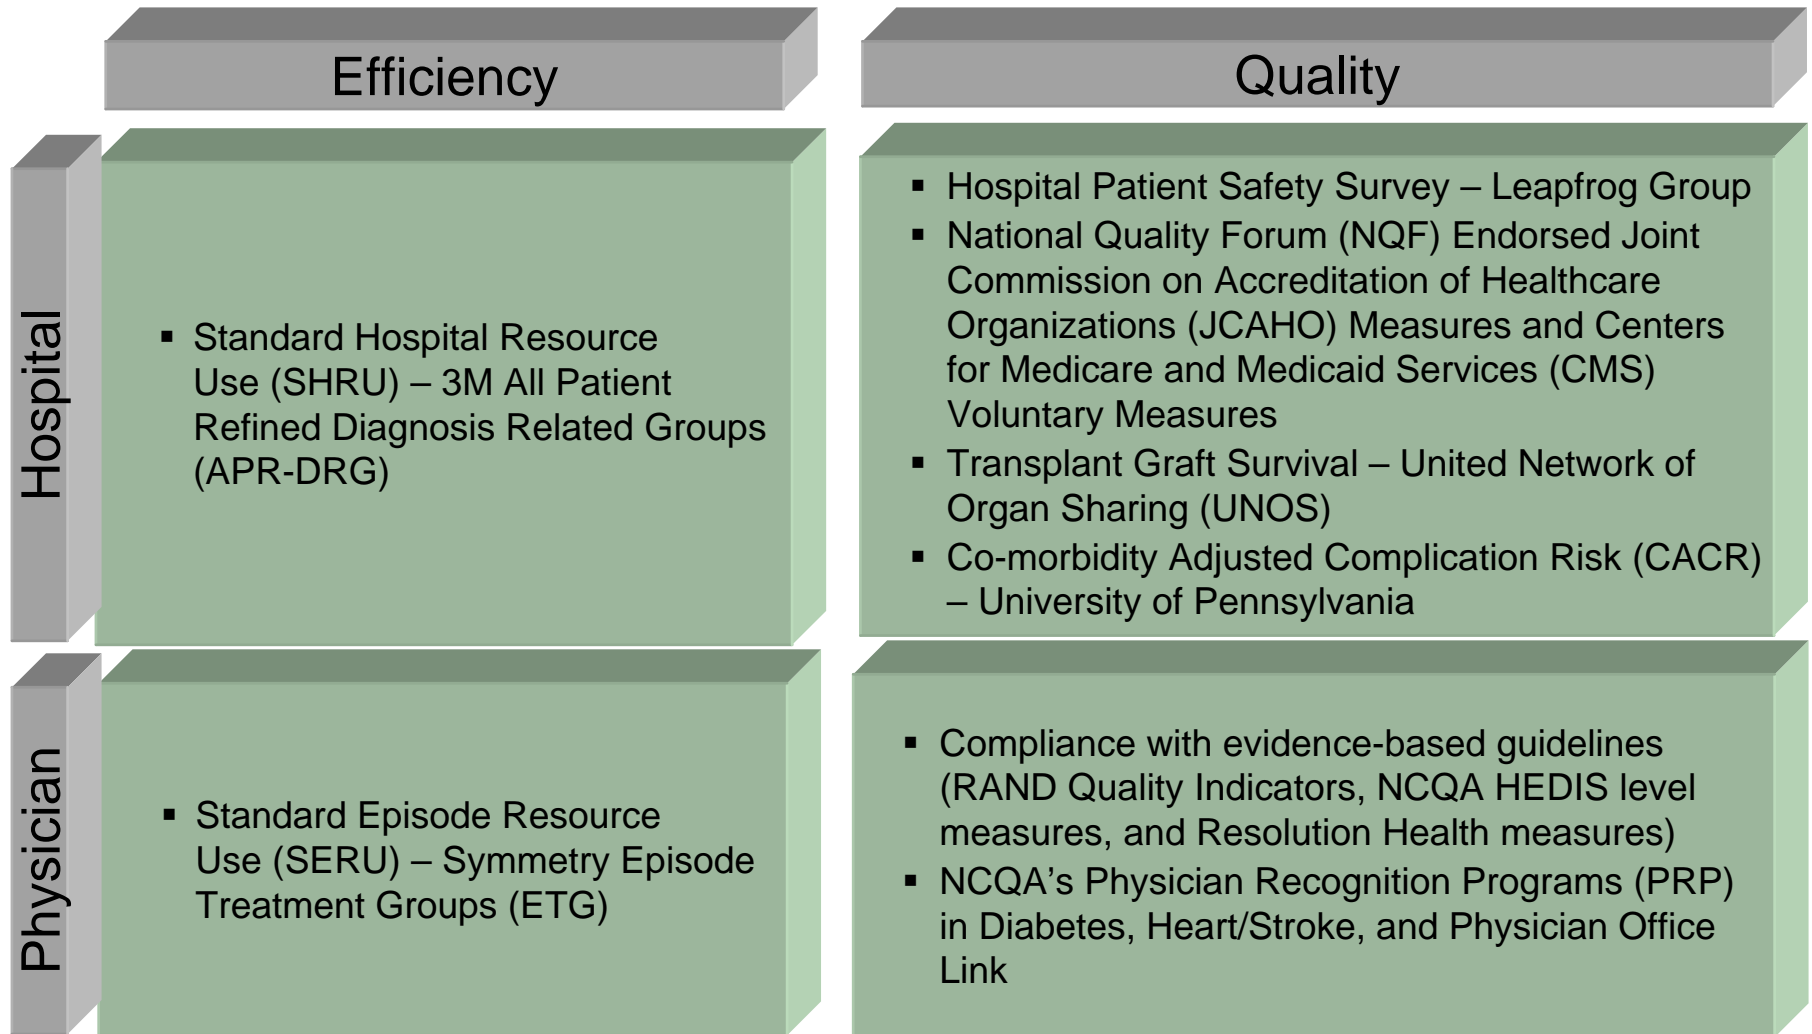 Efficiency
Quality
Hospital
▪ Standard Hospital Resource
Use (SHRU) – 3M All Patient
Refined Diagnosis Related Groups
(APR-DRG)
▪ Hospital Patient Safety Survey – Leapfrog Group
▪ National Quality Forum (NQF) Endorsed Joint
Commission on Accreditation of Healthcare
Organizations (JCAHO) Measures and Centers
for Medicare and Medicaid Services (CMS)
Voluntary Measures
▪ Transplant Graft Survival – United Network of
Organ Sharing (UNOS)
▪ Co-morbidity Adjusted Complication Risk (CACR)
– University of Pennsylvania
Physician
▪ Standard Episode Resource
Use (SERU) – Symmetry Episode
Treatment Groups (ETG)
▪ Compliance with evidence-based guidelines
(RAND Quality Indicators, NCQA HEDIS level
measures, and Resolution Health measures)
▪ NCQA’s Physician Recognition Programs (PRP)
in Diabetes, Heart/Stroke, and Physician Office
Link